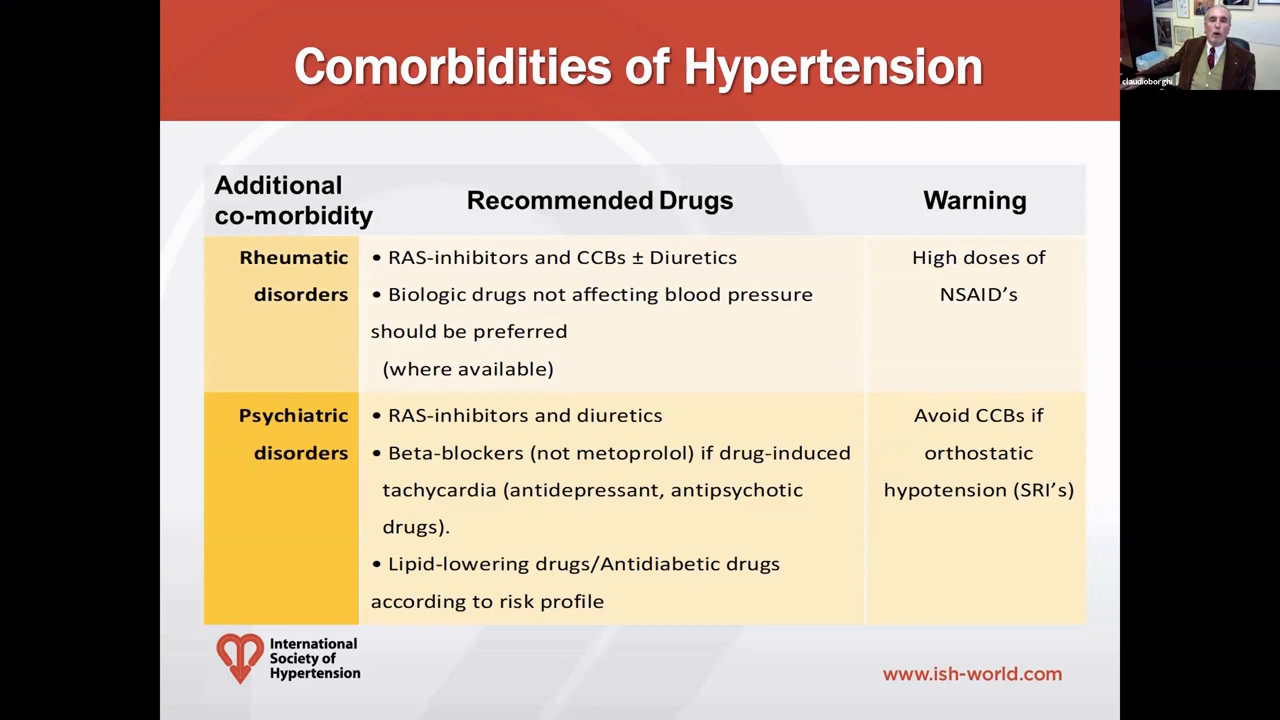 Comorbidities of Hypertension
claudioborghi
Additional
co-morbidity
Recommended Drugs
Warning
Rheumatic
disorders
• RAS-inhibitors and CCBs ± Diuretics
• Biologic drugs not affecting blood pressure
should be preferred
(where available)
High doses of
NSAID’s
Psychiatric
disorders
• RAS-inhibitors and diuretics
• Beta-blockers (not metoprolol) if drug-induced
tachycardia (antidepressant, antipsychotic
drugs).
• Lipid-lowering drugs/Antidiabetic drugs
according to risk profile
Avoid CCBs if
orthostatic
hypotension (SRI’s)
International
Society of
Hypertension
www.ish-world.com